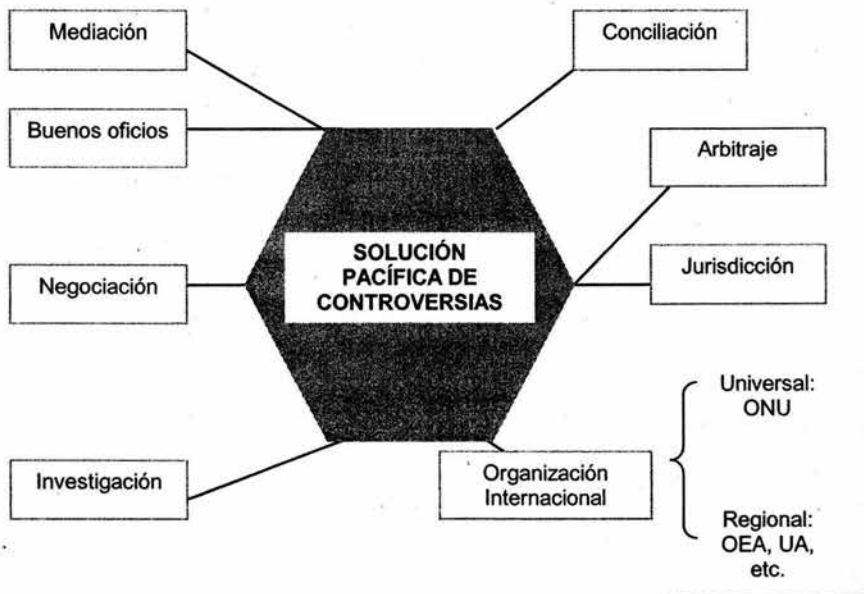 Mediación
Conciliación
Buenos oficios
Arbitraje
SOLUCIÓN
PACÍFICA DE
CONTROVERSIAS
Negociación
Jurisdicción
Universal:
ONU
Investigación
Organización
Internacional
Regional:
OEA, UA,
etc.